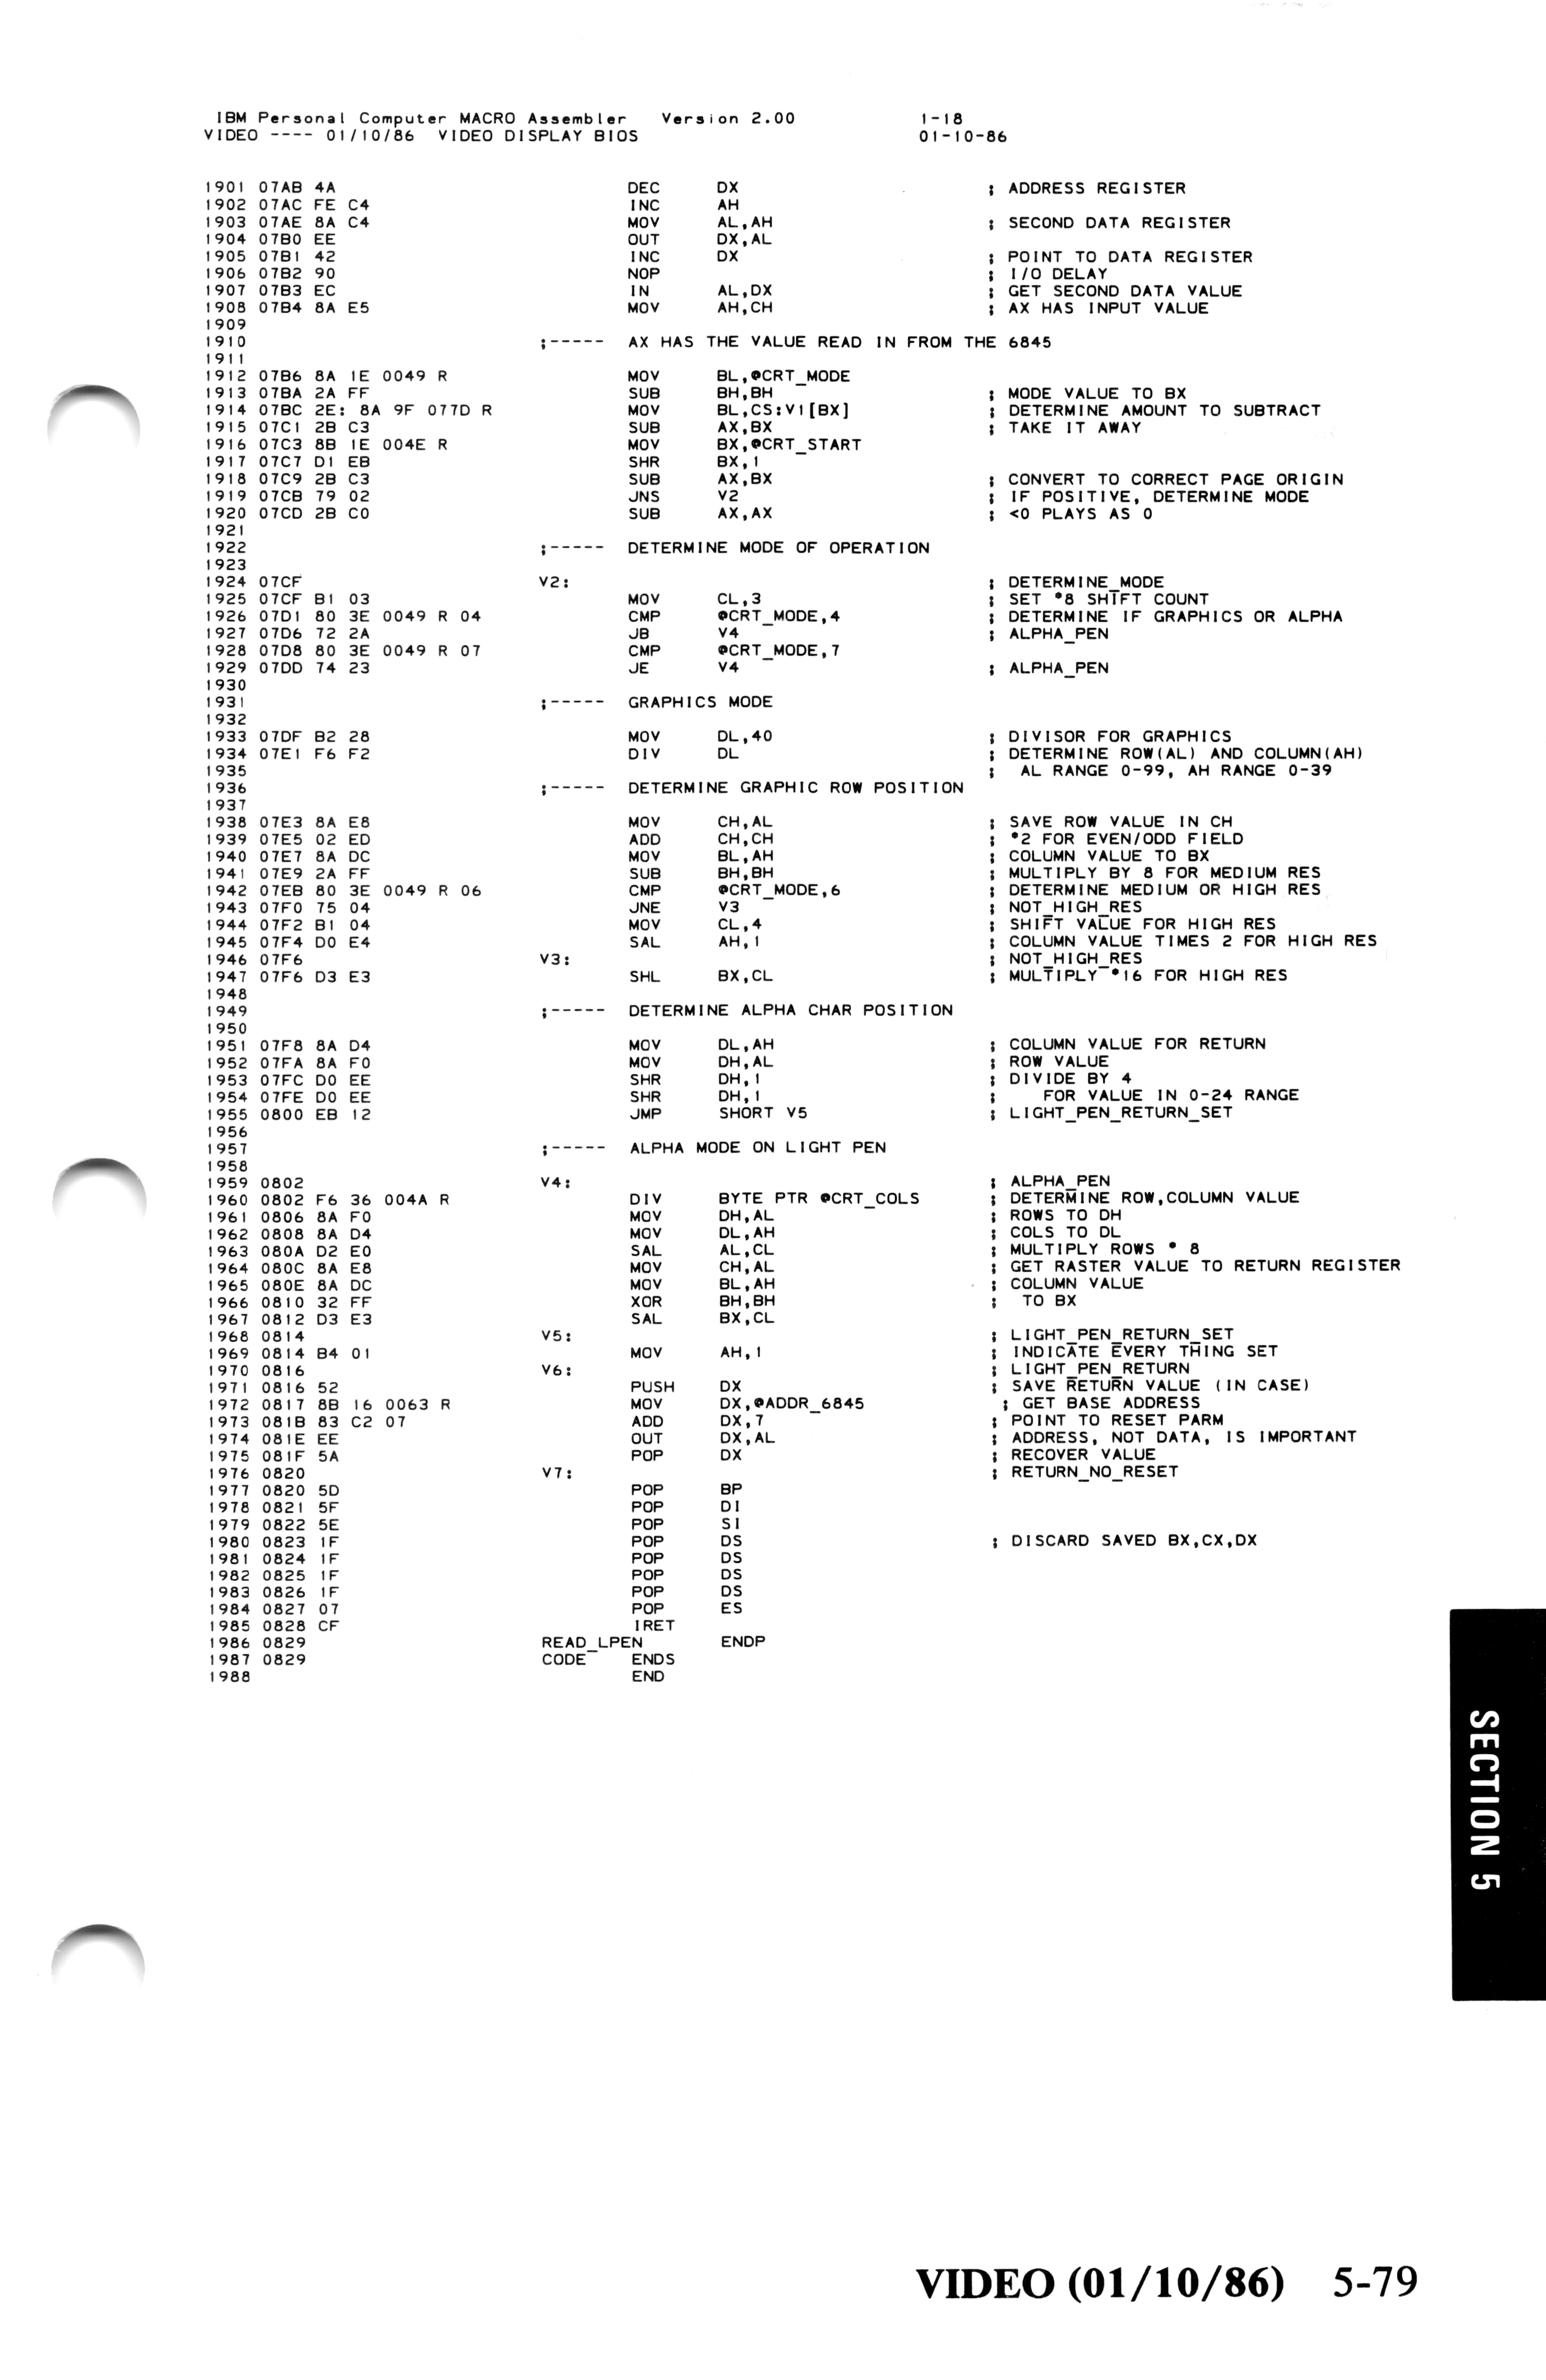 IBM Personal Computer MACRO Assembler   Version 2.00             1-18
VIDEO ---- 01/10/86  VIDEO DISPLAY BIOS                          01-10-86
1901 07AB 4A                    DEC     DX                      ; ADDRESS REGISTER
1902 07AC FE C4                 INC     AH
1903 07AE 8A C4                 MOV     AL,AH                   ; SECOND DATA REGISTER
1904 07B0 EE                    OUT     DX,AL
1905 07B1 42                    INC     DX                      ; POINT TO DATA REGISTER
1906 07B2 90                    NOP                             ; I/O DELAY
1907 07B3 EC                    IN      AL,DX                   ; GET SECOND DATA VALUE
1908 07B4 8A E5                 MOV     AH,CH                   ; AX HAS INPUT VALUE
1909
1910                    ;-----  AX HAS THE VALUE READ IN FROM THE 6845
1911
1912 07B6 8A 1E 0049 R          MOV     BL,@CRT_MODE
1913 07BA 2A FF                 SUB     BH,BH                   ; MODE VALUE TO BX
1914 07BC 2E: 8A 9F 077D R      MOV     BL,CS:V1[BX]            ; DETERMINE AMOUNT TO SUBTRACT
1915 07C1 2B C3                 SUB     AX,BX                   ; TAKE IT AWAY
1916 07C3 8B 1E 004E R          MOV     BX,@CRT_START
1917 07C7 D1 EB                 SHR     BX,1
1918 07C9 2B C3                 SUB     AX,BX                   ; CONVERT TO CORRECT PAGE ORIGIN
1919 07CB 79 02                 JNS     V2                      ; IF POSITIVE, DETERMINE MODE
1920 07CD 2B C0                 SUB     AX,AX                   ; <0 PLAYS AS 0
1921
1922                    ;-----  DETERMINE MODE OF OPERATION
1923
1924 07CF               V2:                                     ; DETERMINE_MODE
1925 07CF B1 03                 MOV     CL,3                    ; SET *8 SHIFT COUNT
1926 07D1 80 3E 0049 R 04       CMP     @CRT_MODE,4             ; DETERMINE IF GRAPHICS OR ALPHA
1927 07D6 72 2A                 JB      V4                      ; ALPHA_PEN
1928 07D8 80 3E 0049 R 07       CMP     @CRT_MODE,7
1929 07DD 74 23                 JE      V4                      ; ALPHA_PEN
1930
1931                    ;-----  GRAPHICS MODE
1932
1933 07DF B2 28                 MOV     DL,40                   ; DIVISOR FOR GRAPHICS
1934 07E1 F6 F2                 DIV     DL                      ; DETERMINE ROW(AL) AND COLUMN(AH)
1935                                                            ;  AL RANGE 0-99, AH RANGE 0-39
1936                    ;-----  DETERMINE GRAPHIC ROW POSITION
1937
1938 07E3 8A E8                 MOV     CH,AL                   ; SAVE ROW VALUE IN CH
1939 07E5 02 ED                 ADD     CH,CH                   ; *2 FOR EVEN/ODD FIELD
1940 07E7 8A DC                 MOV     BL,AH                   ; COLUMN VALUE TO BX
1941 07E9 2A FF                 SUB     BH,BH                   ; MULTIPLY BY 8 FOR MEDIUM RES
1942 07EB 80 3E 0049 R 06       CMP     @CRT_MODE,6             ; DETERMINE MEDIUM OR HIGH RES
1943 07F0 75 04                 JNE     V3                      ; NOT_HIGH_RES
1944 07F2 B1 04                 MOV     CL,4                    ; SHIFT VALUE FOR HIGH RES
1945 07F4 D0 E4                 SAL     AH,1                    ; COLUMN VALUE TIMES 2 FOR HIGH RES
1946 07F6               V3:                                     ; NOT_HIGH_RES
1947 07F6 D3 E3                 SHL     BX,CL                   ; MULTIPLY *16 FOR HIGH RES
1948
1949                    ;-----  DETERMINE ALPHA CHAR POSITION
1950
1951 07F8 8A D4                 MOV     DL,AH                   ; COLUMN VALUE FOR RETURN
1952 07FA 8A F0                 MOV     DH,AL                   ; ROW VALUE
1953 07FC D0 EE                 SHR     DH,1                    ; DIVIDE BY 4
1954 07FE D0 EE                 SHR     DH,1                    ;    FOR VALUE IN 0-24 RANGE
1955 0800 EB 12                 JMP     SHORT V5                ; LIGHT_PEN_RETURN_SET
1956
1957                    ;-----  ALPHA MODE ON LIGHT PEN
1958
1959 0802               V4:                                     ; ALPHA_PEN
1960 0802 F6 36 004A R          DIV     BYTE PTR @CRT_COLS      ; DETERMINE ROW,COLUMN VALUE
1961 0806 8A F0                 MOV     DH,AL                   ; ROWS TO DH
1962 0808 8A D4                 MOV     DL,AH                   ; COLS TO DL
1963 080A D2 E0                 SAL     AL,CL                   ; MULTIPLY ROWS * 8
1964 080C 8A E8                 MOV     CH,AL                   ; GET RASTER VALUE TO RETURN REGISTER
1965 080E 8A DC                 MOV     BL,AH                   ; COLUMN VALUE
1966 0810 32 FF                 XOR     BH,BH                   ;  TO BX
1967 0812 D3 E3                 SAL     BX,CL
1968 0814               V5:                                     ; LIGHT_PEN_RETURN_SET
1969 0814 B4 01                 MOV     AH,1                    ; INDICATE EVERY THING SET
1970 0816               V6:                                     ; LIGHT_PEN_RETURN
1971 0816 52                    PUSH    DX                      ; SAVE RETURN VALUE (IN CASE)
1972 0817 8B 16 0063 R          MOV     DX,@ADDR_6845            ; GET BASE ADDRESS
1973 081B 83 C2 07              ADD     DX,7                    ; POINT TO RESET PARM
1974 081E EE                    OUT     DX,AL                   ; ADDRESS, NOT DATA, IS IMPORTANT
1975 081F 5A                    POP     DX                      ; RECOVER VALUE
1976 0820               V7:                                     ; RETURN_NO_RESET
1977 0820 5D                    POP     BP
1978 0821 5F                    POP     DI
1979 0822 5E                    POP     SI
1980 0823 1F                    POP     DS                      ; DISCARD SAVED BX,CX,DX
1981 0824 1F                    POP     DS
1982 0825 1F                    POP     DS
1983 0826 1F                    POP     DS
1984 0827 07                    POP     ES
1985 0828 CF                    IRET
1986 0829               READ_LPEN       ENDP
1987 0829               CODE    ENDS
1988                            END
SECTION 5
VIDEO (01/10/86)   5-79